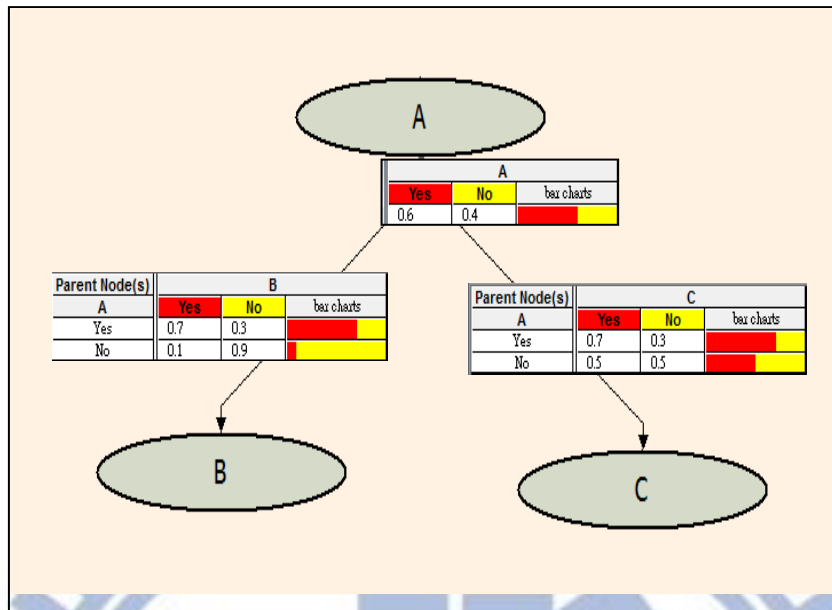 A
A
Yes No bar charts
0.6 0.4
Parent Node(s) B
A Yes No bar charts
Yes 0.7 0.3
No 0.1 0.9
Parent Node(s) C
A Yes No bar charts
Yes 0.7 0.3
No 0.5 0.5
B
C